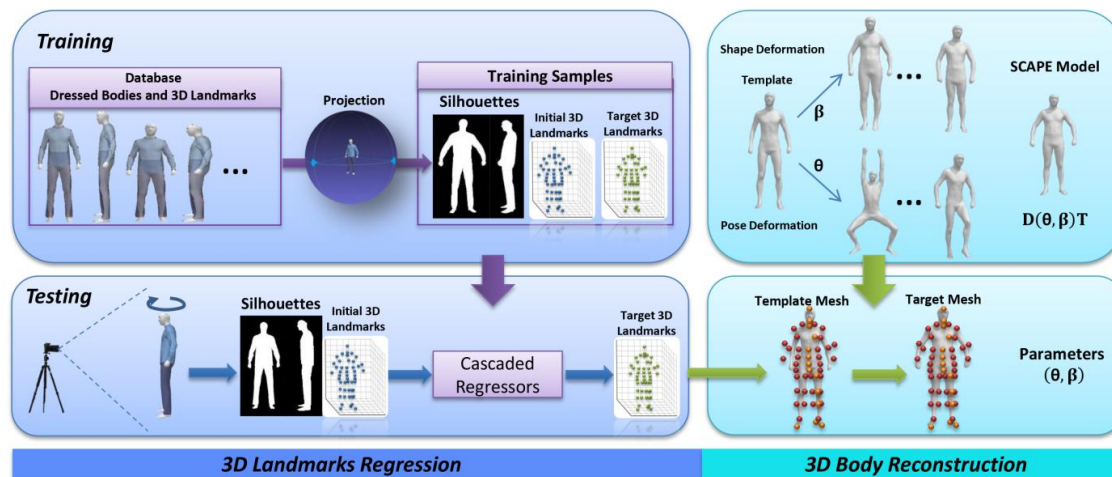 Training
Database
Dressed Bodies and 3D Landmarks
...
Projection
Training Samples
Silhouettes
Initial 3D
Landmarks
Target 3D
Landmarks
Shape Deformation
Template
β
θ
Pose Deformation
...
...
SCAPE Model
D(θ, β)T
Testing
Silhouettes
Initial 3D
Landmarks
Cascaded
Regressors
Target 3D
Landmarks
Template Mesh
Target Mesh
Parameters
(θ, β)
3D Landmarks Regression
3D Body Reconstruction